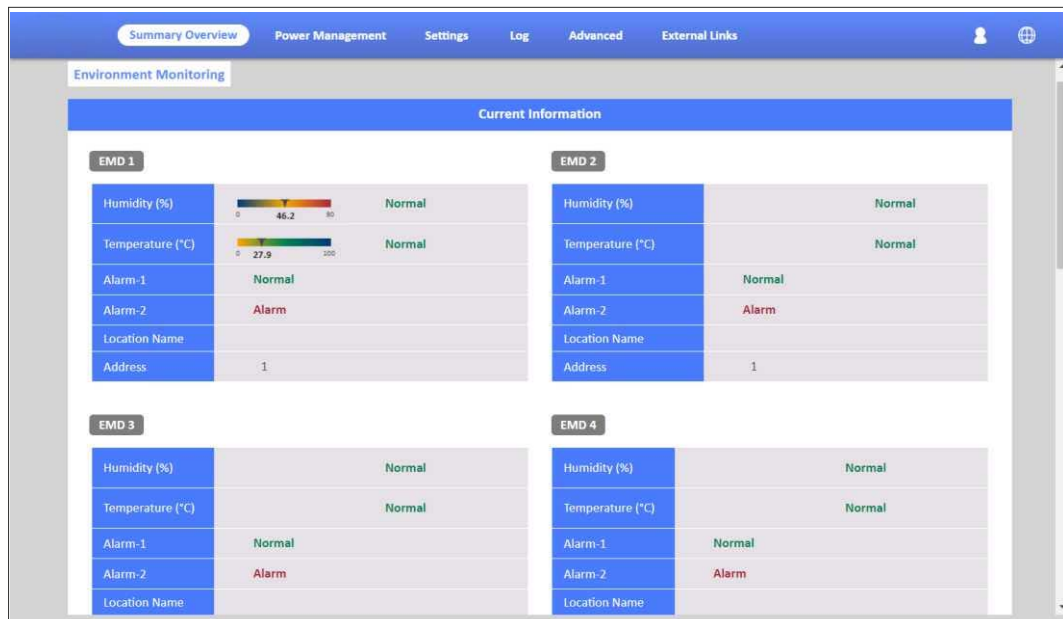 Summary Overview Power Management Settings Log Advanced External Links
Environment Monitoring
Current Information
EMD 1
Humidity (%) 0 46.2 90 Normal
Temperature (°C) 0 27.9 100 Normal
Alarm-1 Normal
Alarm-2 Alarm
Location Name
Address 1
EMD 2
Humidity (%) Normal
Temperature (°C) Normal
Alarm-1 Normal
Alarm-2 Alarm
Location Name
Address 1
EMD 3
Humidity (%) Normal
Temperature (°C) Normal
Alarm-1 Normal
Alarm-2 Alarm
Location Name
EMD 4
Humidity (%) Normal
Temperature (°C) Normal
Alarm-1 Normal
Alarm-2 Alarm
Location Name